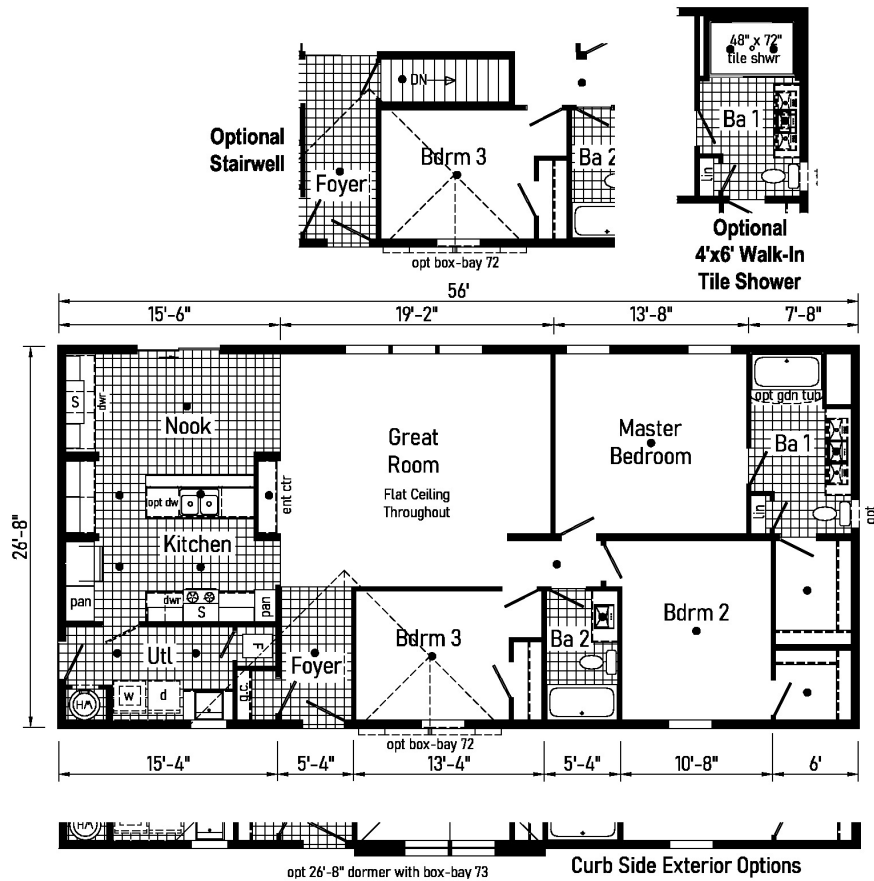 48" x 72"
tile shwr
DN
Ba 1
Optional
Stairwell
Bdrm 3
Ba 2
Foyer
lin
opt box-bay 72
Optional
4'x6' Walk-In
Tile Shower
56'
15'-6"
19'-2"
13'-8"
7'-8"
S
dwr
opt gdn tub
Nook
Great
Room
Master
Bedroom
Ba 1
Flat Ceiling
Throughout
ent ctr
opt dw
lin
opt
26'-8"
Kitchen
pan
dwr
S
pan
Bdrm 2
Bdrm 3
Ba 2
Utl
F
Foyer
g.c.
w
d
HW
opt box-bay 72
15'-4"
5'-4"
13'-4"
5'-4"
10'-8"
6'
HW
opt 26'-8" dormer with box-bay 73
Curb Side Exterior Options